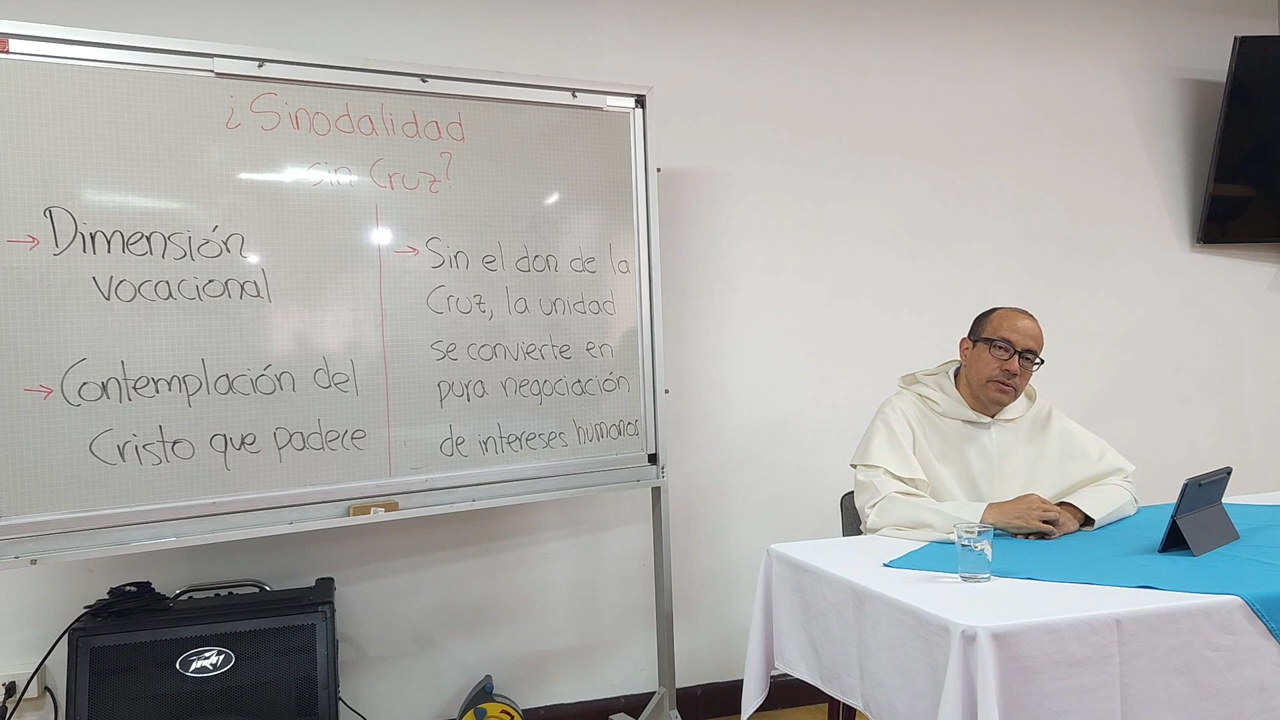 ¿Sinodalidad
sin Cruz?
→ Dimensión
vocacional
→ Contemplación del
Cristo que padece
→ Sin el don de la
Cruz, la unidad
se convierte en
pura negociación
de intereses humanos
PEAVEY